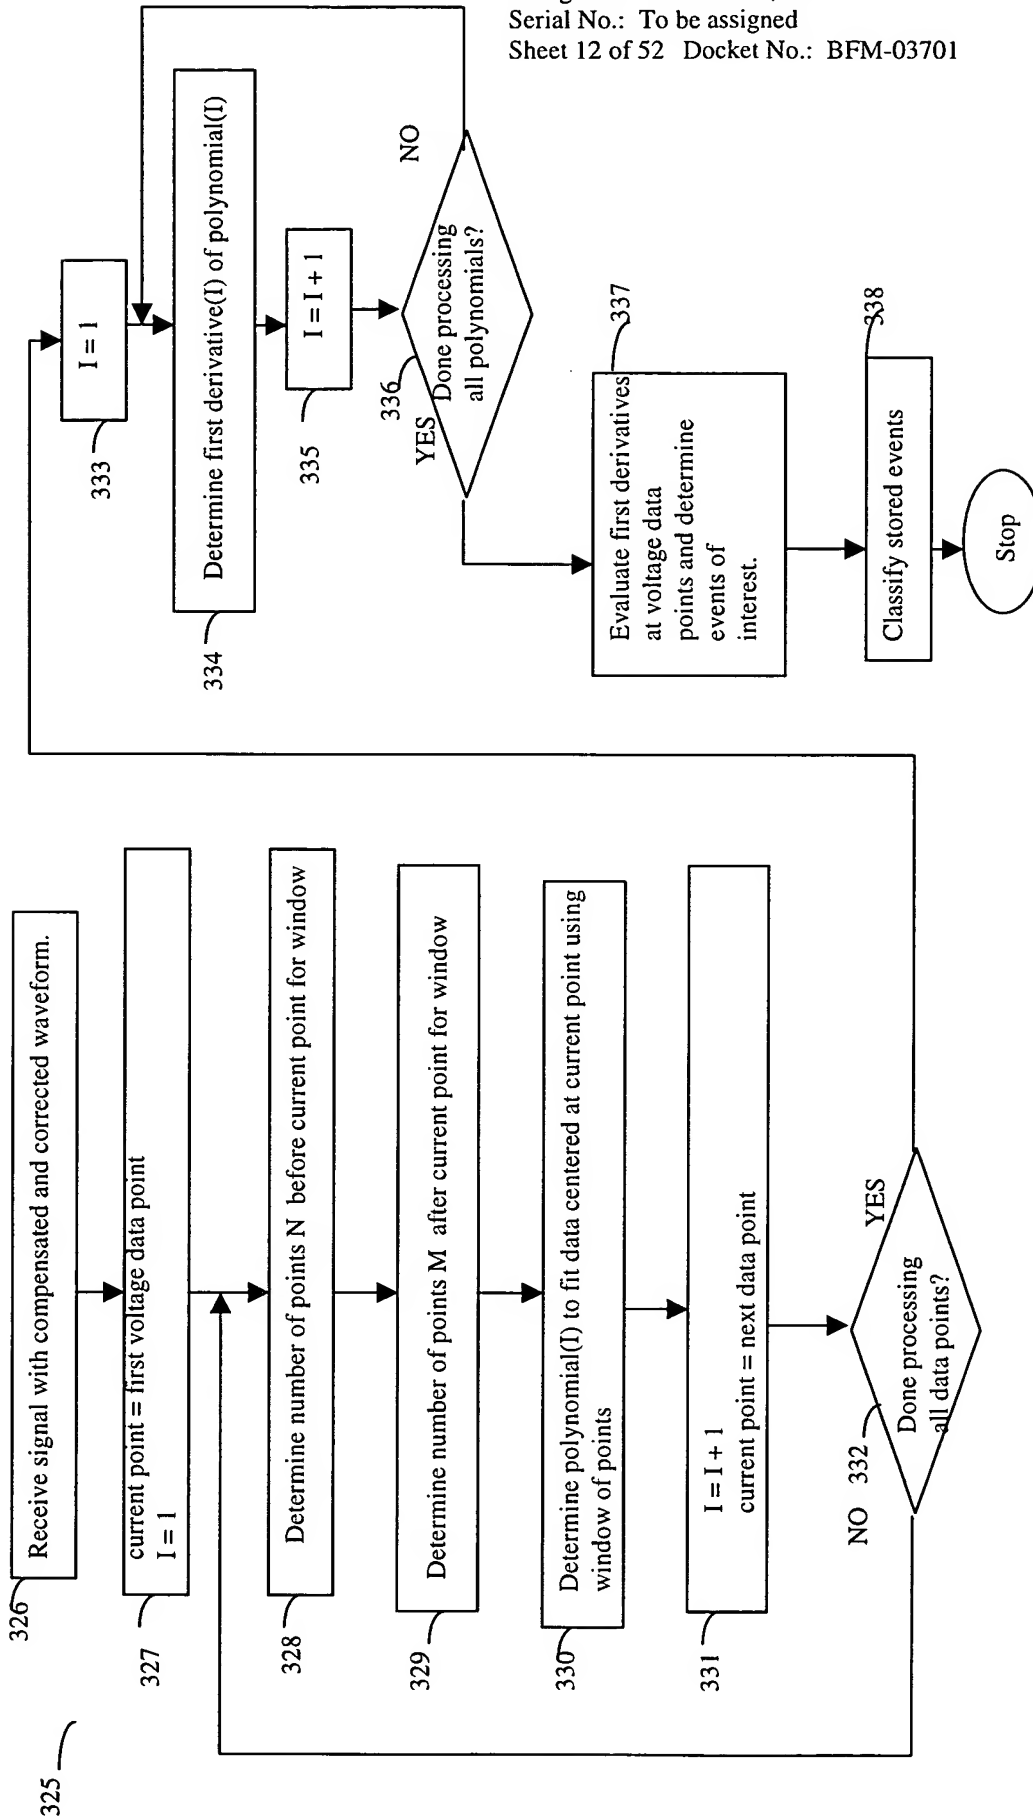 Serial No.: To be assigned
Sheet 12 of 52 Docket No.: BFM-03701
325
326
Receive signal with compensated and corrected waveform.
327
current point = first voltage data point
I = 1
328
Determine number of points N before current point for window
329
Determine number of points M after current point for window
330
Determine polynomial(I) to fit data centered at current point using
window of points
331
I = I + 1
current point = next data point
NO
332
Done processing
all data points?
YES
333
I = 1
334
Determine first derivative(I) of polynomial(I)
335
I = I + 1
336
Done processing
all polynomials?
NO
YES
337
Evaluate first derivatives
at voltage data
points and determine
events of
interest.
338
Classify stored events
Stop